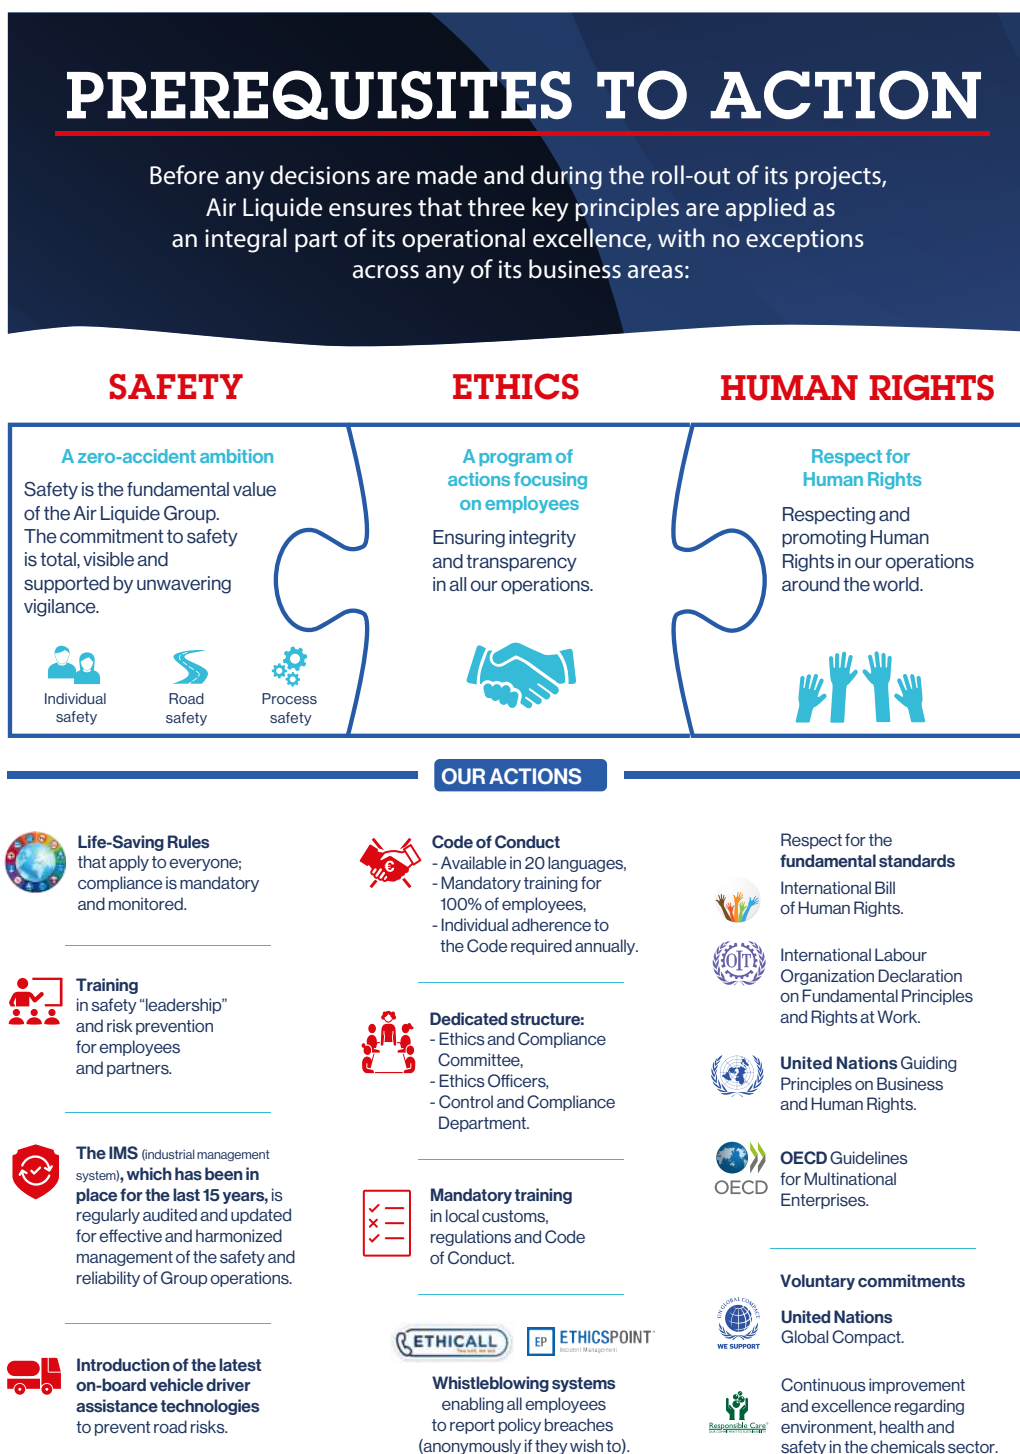 PREREQUISITES TO ACTION
Before any decisions are made and during the roll-out of its projects,
Air Liquide ensures that three key principles are applied as
an integral part of its operational excellence, with no exceptions
across any of its business areas:
SAFETY
A zero-accident ambition
Safety is the fundamental value
of the Air Liquide Group.
The commitment to safety
is total, visible and
supported by unwavering
vigilance.
Individual
safety
Road
safety
Process
safety
ETHICS
A program of
actions focusing
on employees
Ensuring integrity
and transparency
in all our operations.
HUMAN RIGHTS
Respect for
Human Rights
Respecting and
promoting Human
Rights in our operations
around the world.
OUR ACTIONS
Life-Saving Rules
that apply to everyone;
compliance is mandatory
and monitored.
Training
in safety “leadership”
and risk prevention
for employees
and partners.
The IMS (industrial management
system), which has been in
place for the last 15 years, is
regularly audited and updated
for effective and harmonized
management of the safety and
reliability of Group operations.
Introduction of the latest
on-board vehicle driver
assistance technologies
to prevent road risks.
Code of Conduct
- Available in 20 languages,
- Mandatory training for
100% of employees,
- Individual adherence to
the Code required annually.
Dedicated structure:
- Ethics and Compliance
Committee,
- Ethics Officers,
- Control and Compliance
Department.
Mandatory training
in local customs,
regulations and Code
of Conduct.
ETHICALL
EP ETHICSPOINT
Incident Management
Whistleblowing systems
enabling all employees
to report policy breaches
(anonymously if they wish to).
Respect for the
fundamental standards
International Bill
of Human Rights.
OIT
International Labour
Organization Declaration
on Fundamental Principles
and Rights at Work.
United Nations Guiding
Principles on Business
and Human Rights.
OECD
OECD Guidelines
for Multinational
Enterprises.
Voluntary commitments
UN GLOBAL COMPACT
WE SUPPORT
United Nations
Global Compact.
Responsible Care
Continuous improvement
and excellence regarding
environment, health and
safety in the chemicals sector.